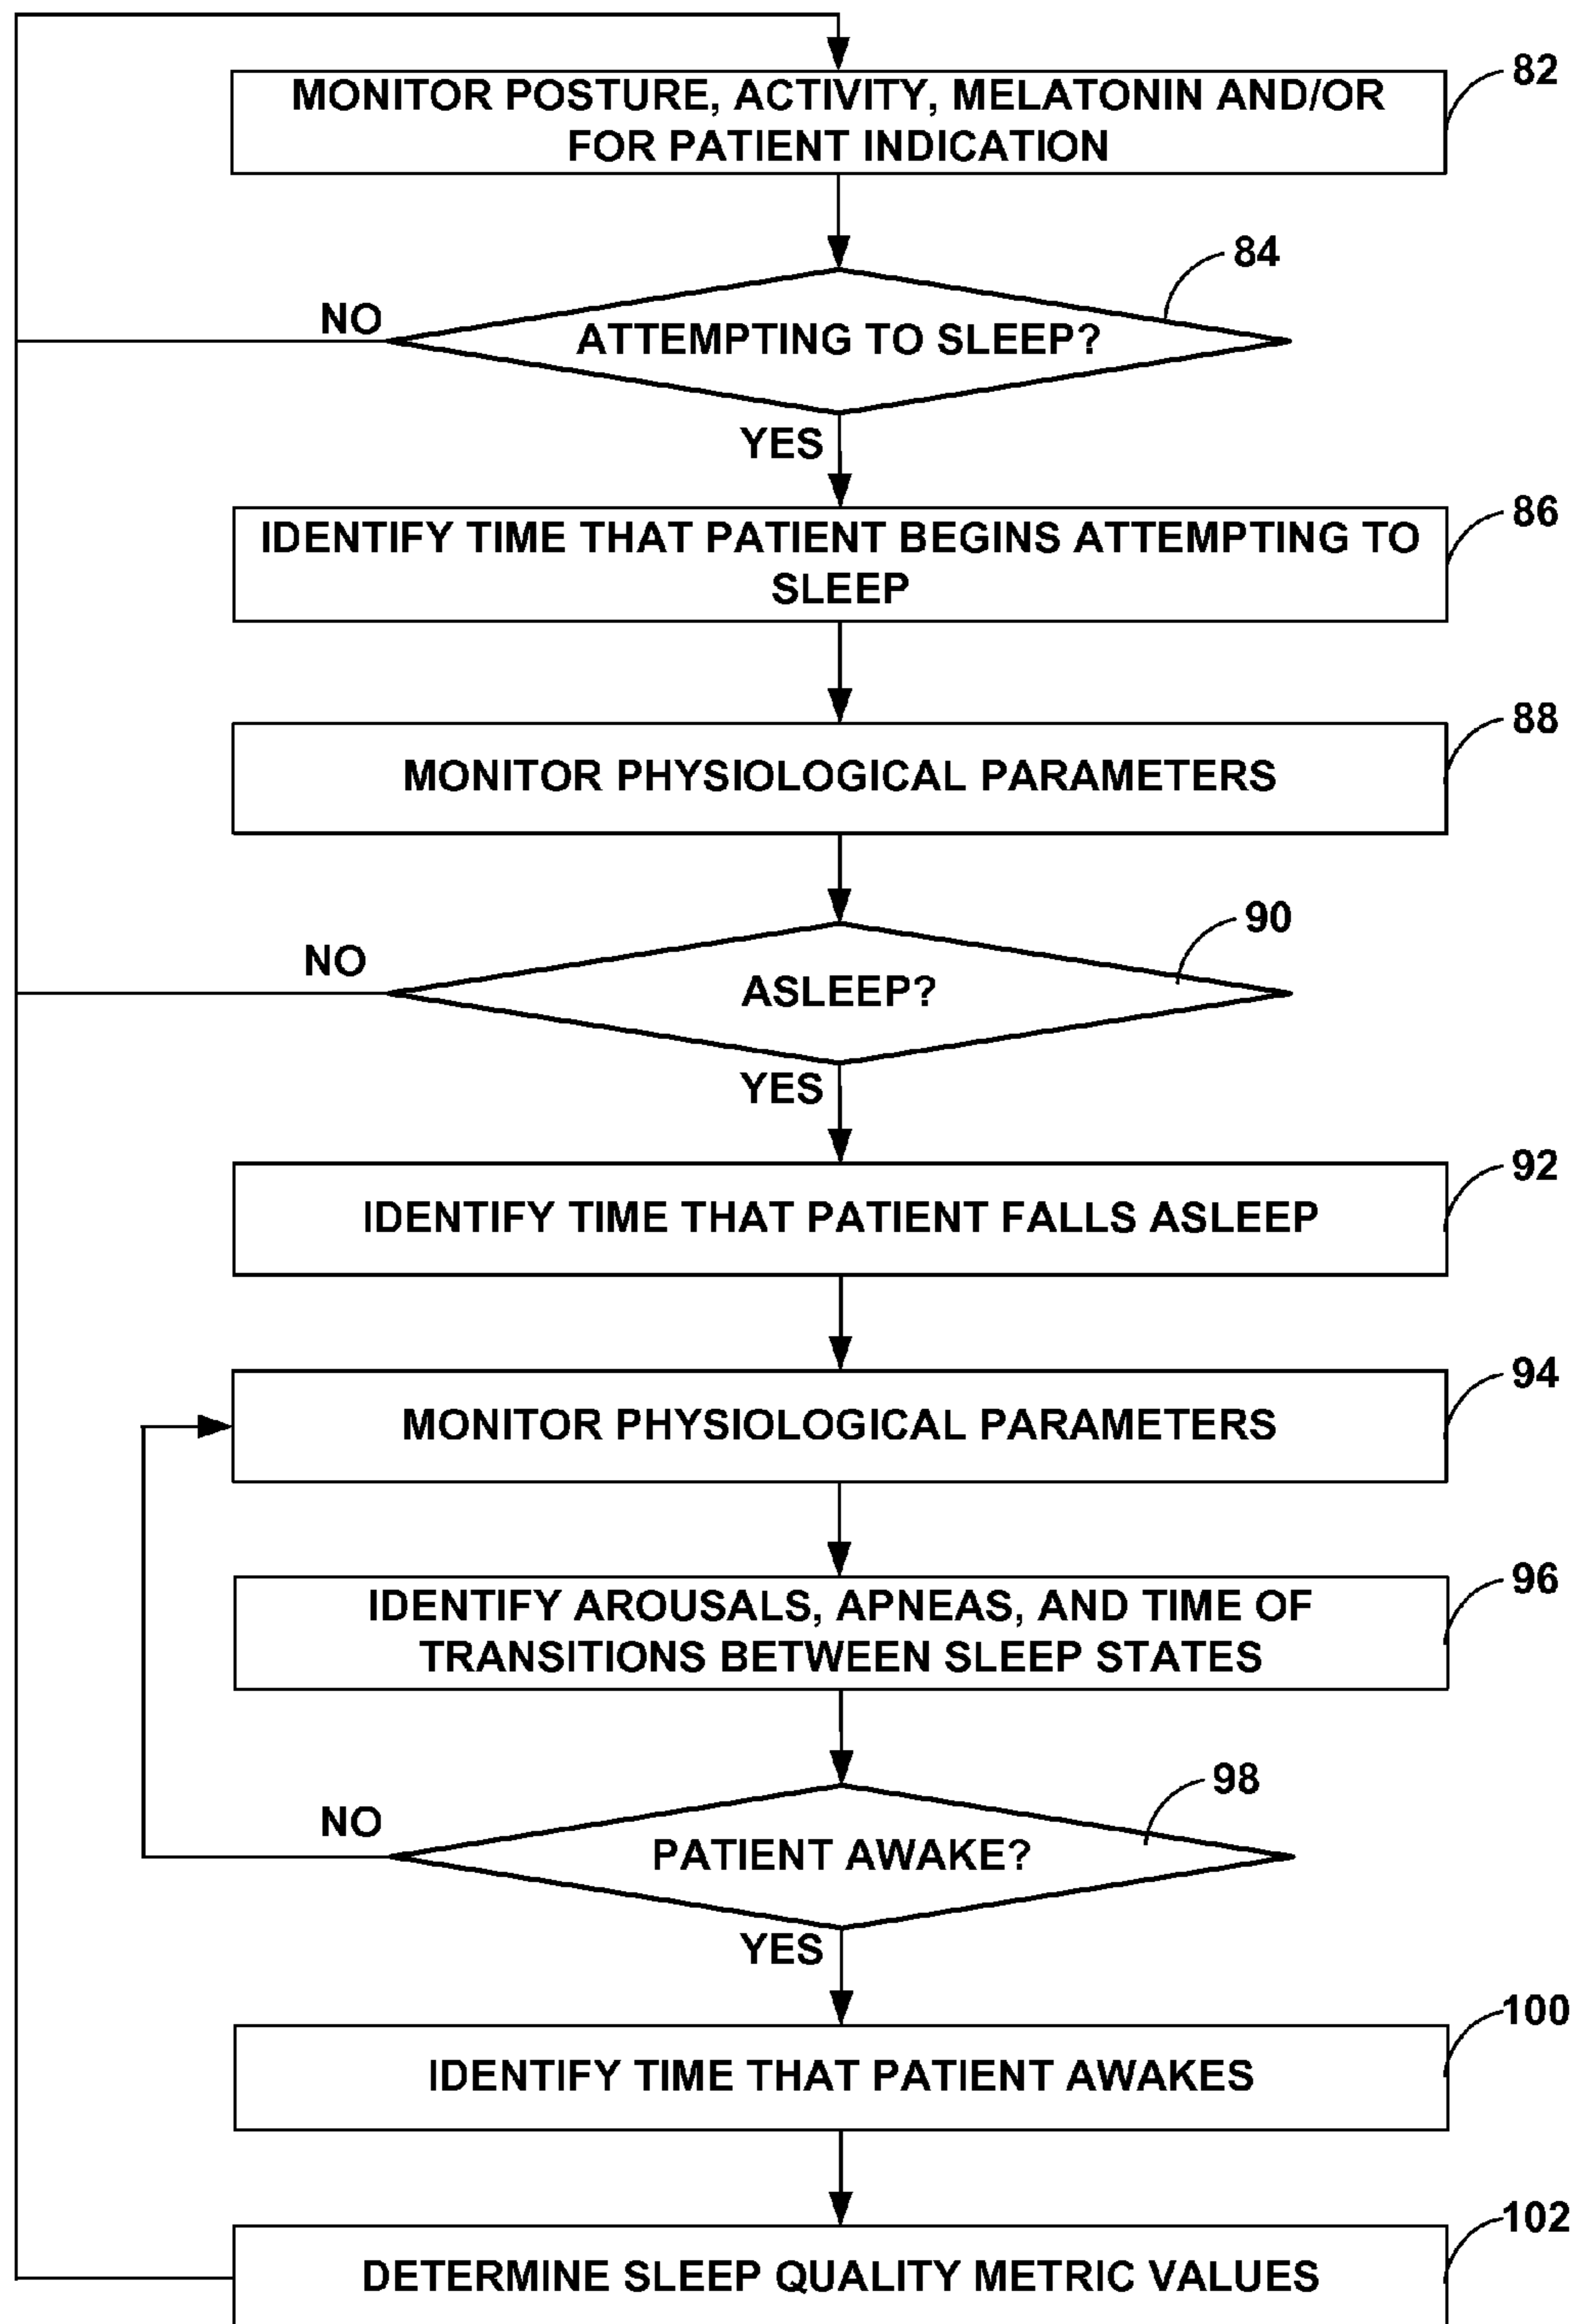 82
MONITOR POSTURE, ACTIVITY, MELATONIN AND/OR
FOR PATIENT INDICATION
84
NO
ATTEMPTING TO SLEEP?
YES
86
IDENTIFY TIME THAT PATIENT BEGINS ATTEMPTING TO
SLEEP
88
MONITOR PHYSIOLOGICAL PARAMETERS
90
NO
ASLEEP?
YES
92
IDENTIFY TIME THAT PATIENT FALLS ASLEEP
94
MONITOR PHYSIOLOGICAL PARAMETERS
96
IDENTIFY AROUSALS, APNEAS, AND TIME OF
TRANSITIONS BETWEEN SLEEP STATES
98
NO
PATIENT AWAKE?
YES
100
IDENTIFY TIME THAT PATIENT AWAKES
102
DETERMINE SLEEP QUALITY METRIC VALUES